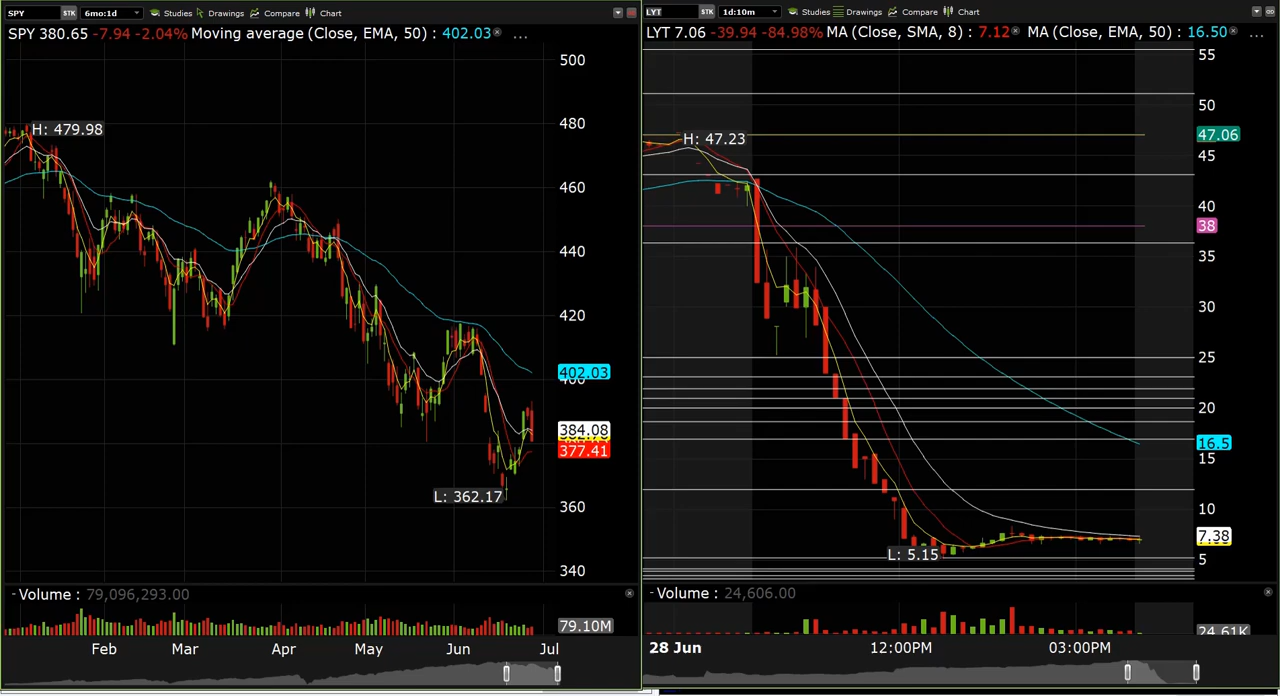 SPY STK 6mo:1d Studies Drawings Compare Chart
SPY 380.65 -7.94 -2.04% Moving average (Close, EMA, 50) : 402.03 ...
500
480
460
440
420
400
360
340
H: 479.98
L: 362.17
402.03
384.08
377.41
-Volume : 79,096,293.00
79.10M
Feb Mar Apr May Jun Jul
LYT STK 1d:10m Studies Drawings Compare Chart
LYT 7.06 -39.94 -84.98% MA (Close, SMA, 8) : 7.12 MA (Close, EMA, 50) : 16.50 ...
55
50
47.06
45
40
38
35
30
25
20
16.5
15
10
7.38
5
H: 47.23
L: 5.15
-Volume : 24,606.00
24.61K
28 Jun 12:00PM 03:00PM